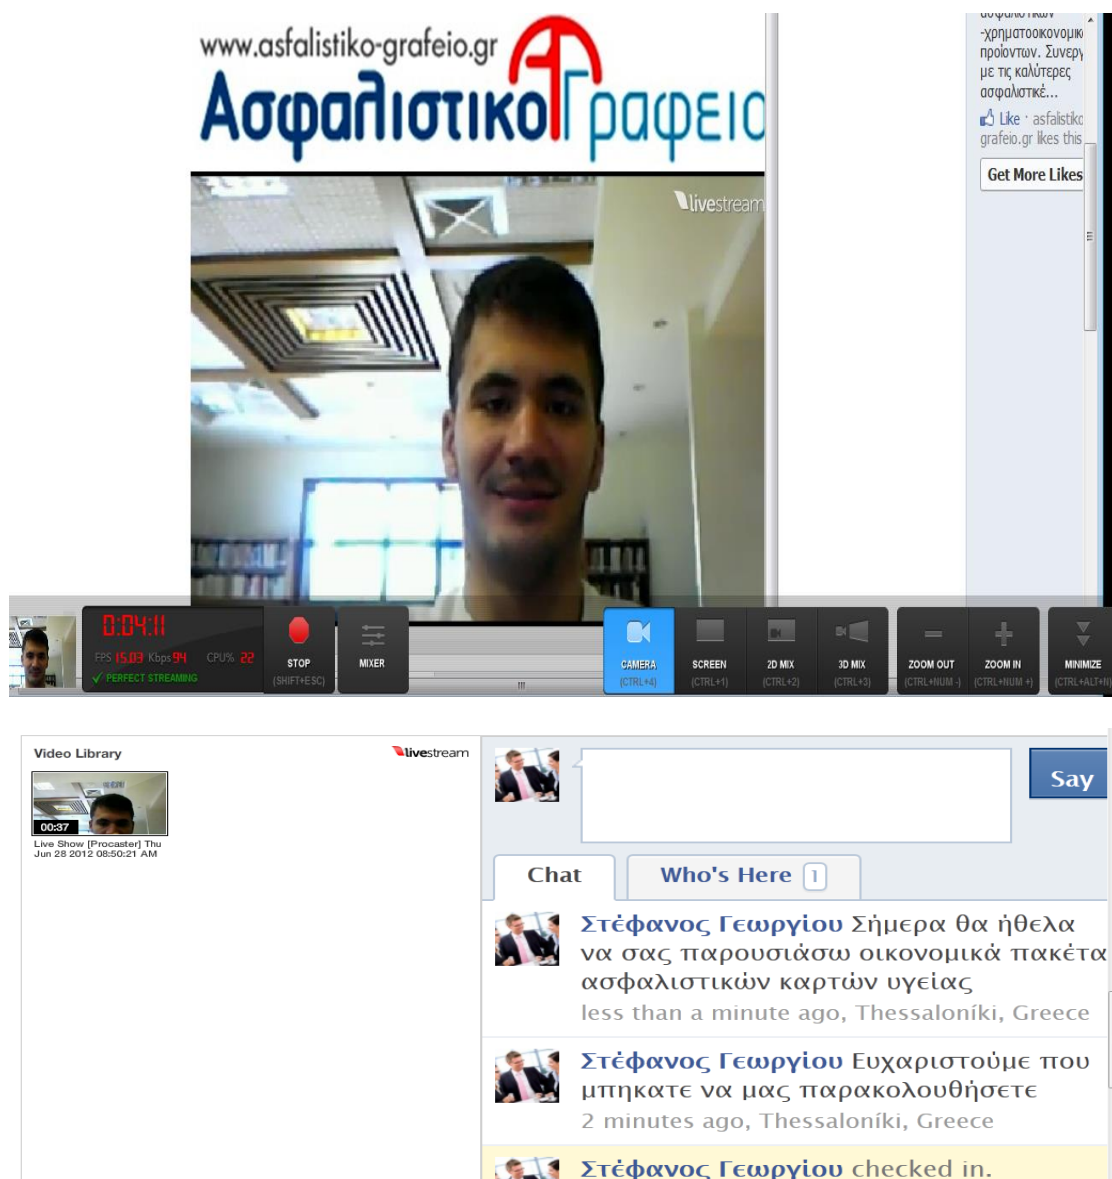 www.asfalistiko-grafeio.gr
ΑσφαλιστικοΓραφειο
-χρηματοοικονομικ
προϊοντων. Συνεργ
με τις καλύτερες
ασφαλιστικέ...
Like · asfalistiko
grafeio.gr likes this
Get More Likes
livestream
0:04:11
FPS 15.03 Kbps 94 CPU% 22
✓ PERFECT STREAMING
STOP
(SHIFT+ESC)
MIXER
CAMERA
(CTRL+4)
SCREEN
(CTRL+1)
2D MIX
(CTRL+2)
3D MIX
(CTRL+3)
ZOOM OUT
(CTRL+NUM -)
ZOOM IN
(CTRL+NUM +)
MINIMIZE
(CTRL+ALT+N)
Video Library
livestream
00:37
Live Show [Procaster] Thu
Jun 28 2012 08:50:21 AM
Say
Chat
Who's Here 1
Στέφανος Γεωργίου Σήμερα θα ήθελα
να σας παρουσιάσω οικονομικά πακέτα
ασφαλιστικών καρτών υγείας
less than a minute ago, Thessaloníki, Greece
Στέφανος Γεωργίου Ευχαριστούμε που
μπηκατε να μας παρακολουθήσετε
2 minutes ago, Thessaloníki, Greece
Στέφανος Γεωργίου checked in.